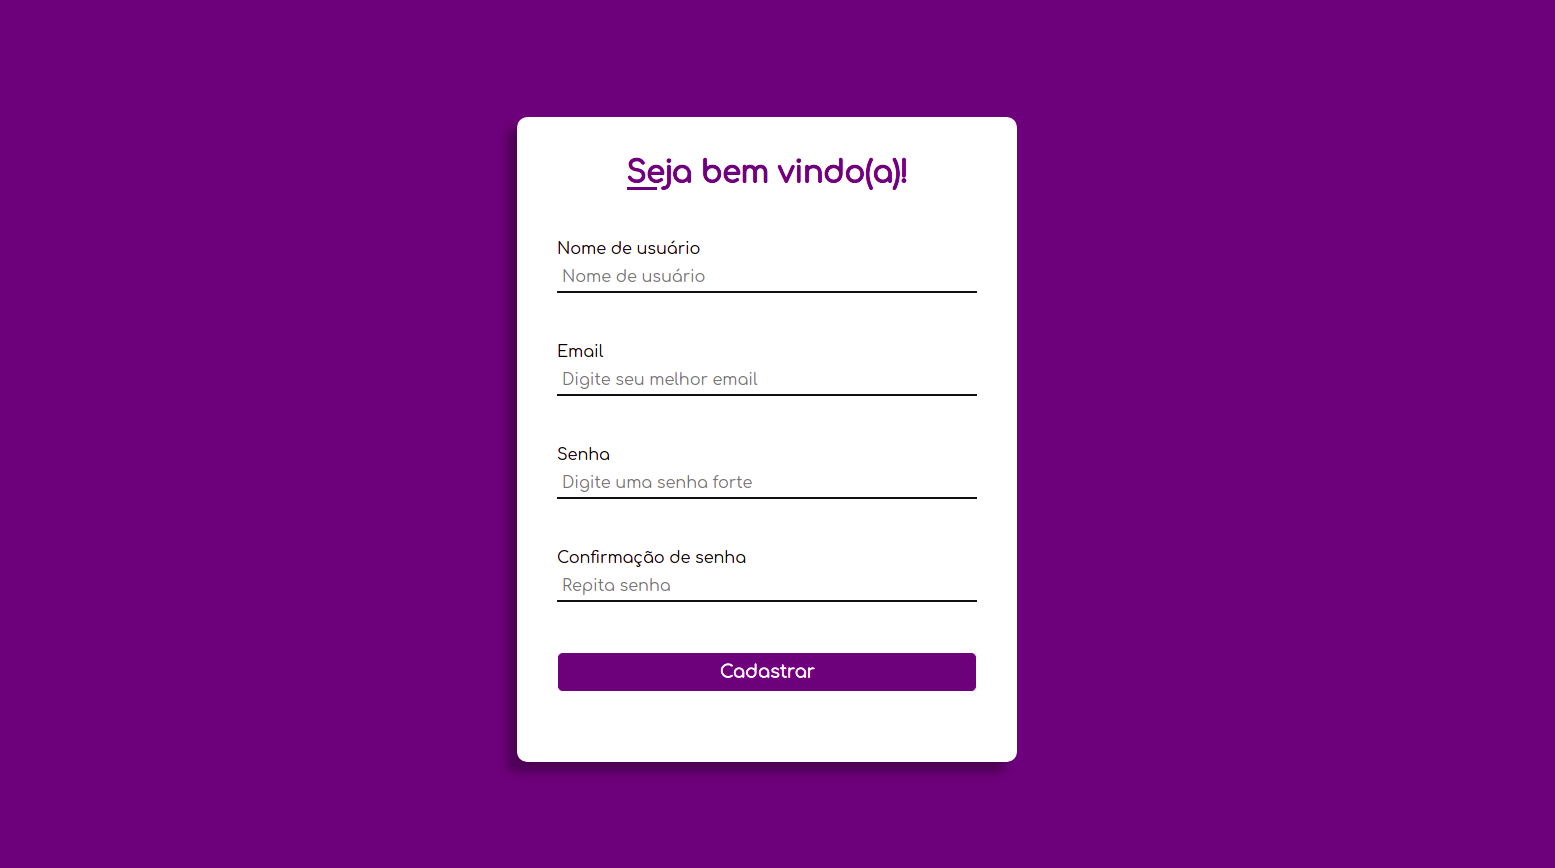 Seja bem vindo(a)!
Nome de usuário
Nome de usuário
Email
Digite seu melhor email
Senha
Digite uma senha forte
Confirmação de senha
Repita senha
Cadastrar